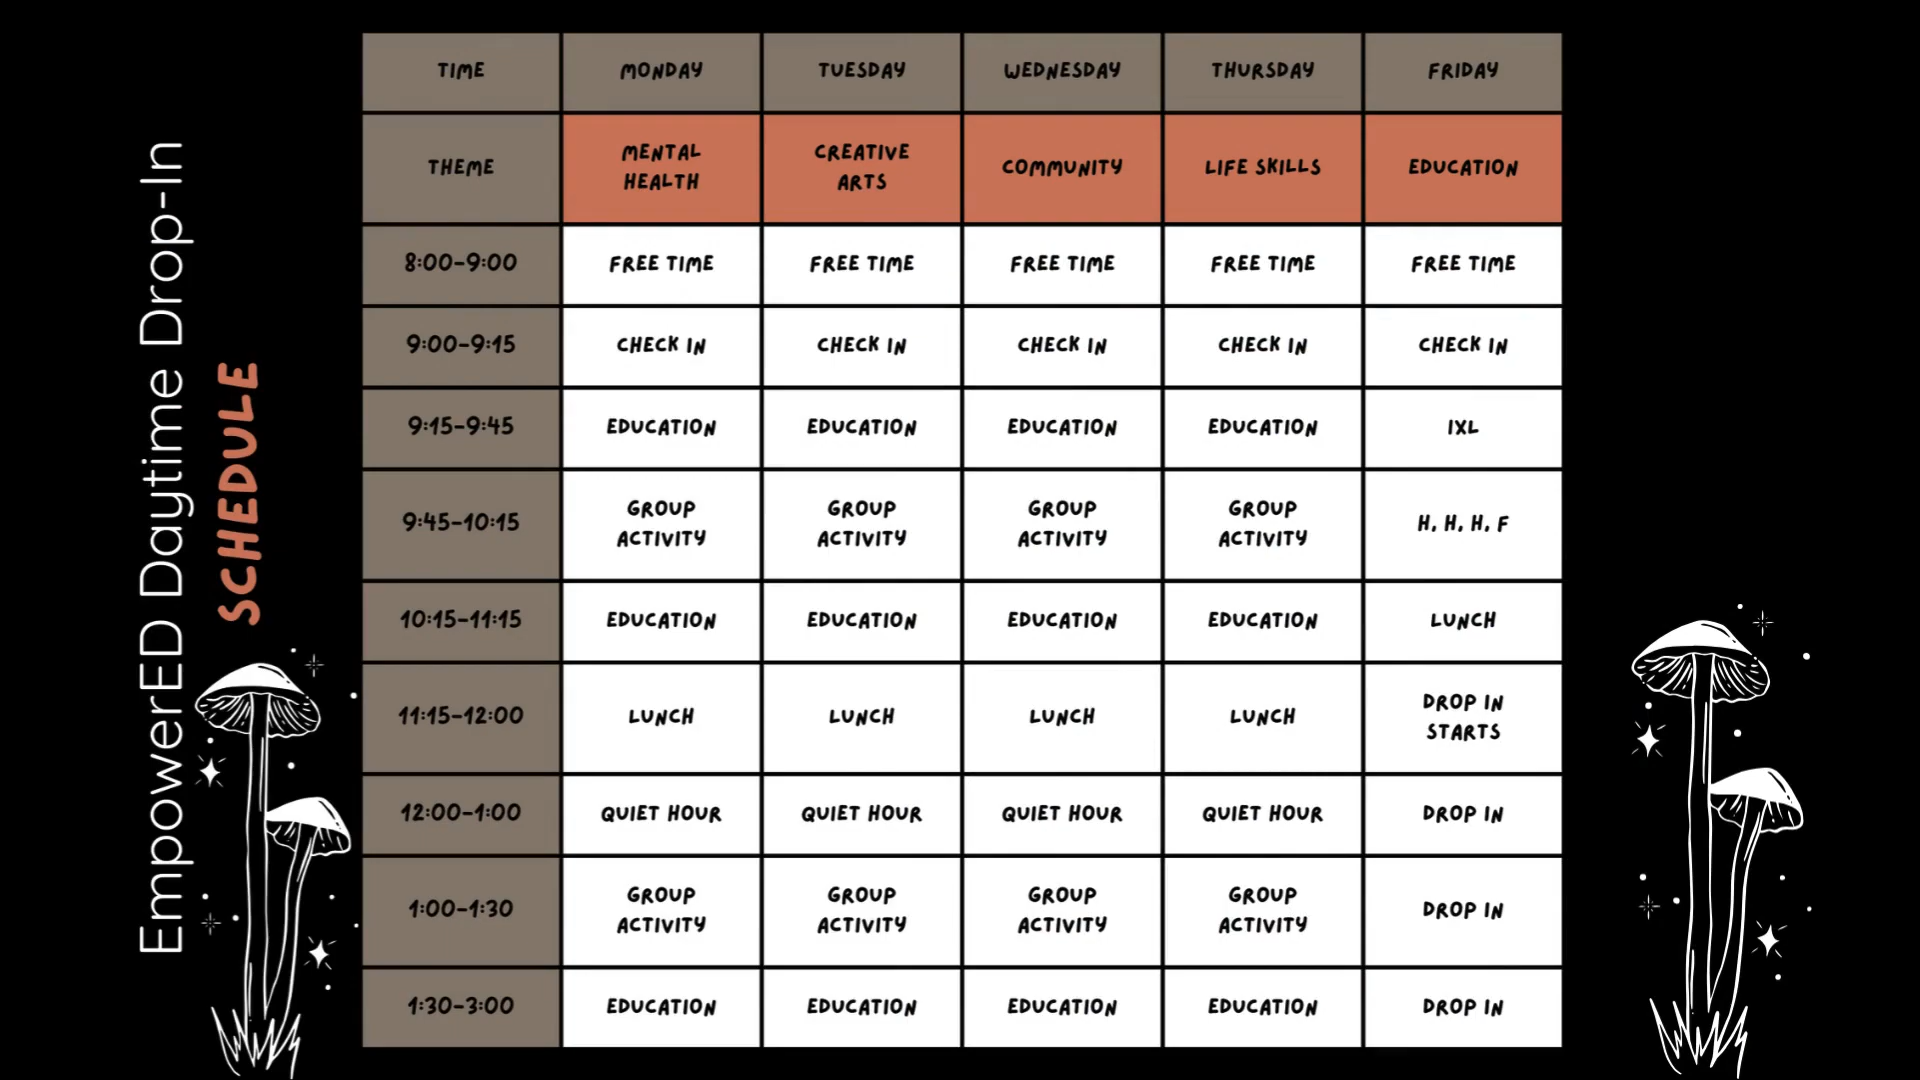 EmpowerED Daytime Drop-In
SCHEDULE
TIME MONDAY TUESDAY WEDNESDAY THURSDAY FRIDAY
THEME MENTAL HEALTH CREATIVE ARTS COMMUNITY LIFE SKILLS EDUCATION
8:00-9:00 FREE TIME FREE TIME FREE TIME FREE TIME FREE TIME
9:00-9:15 CHECK IN CHECK IN CHECK IN CHECK IN CHECK IN
9:15-9:45 EDUCATION EDUCATION EDUCATION EDUCATION IXL
9:45-10:15 GROUP ACTIVITY GROUP ACTIVITY GROUP ACTIVITY GROUP ACTIVITY H, H, H, F
10:15-11:15 EDUCATION EDUCATION EDUCATION EDUCATION LUNCH
11:15-12:00 LUNCH LUNCH LUNCH LUNCH DROP IN STARTS
12:00-1:00 QUIET HOUR QUIET HOUR QUIET HOUR QUIET HOUR DROP IN
1:00-1:30 GROUP ACTIVITY GROUP ACTIVITY GROUP ACTIVITY GROUP ACTIVITY DROP IN
1:30-3:00 EDUCATION EDUCATION EDUCATION EDUCATION DROP IN